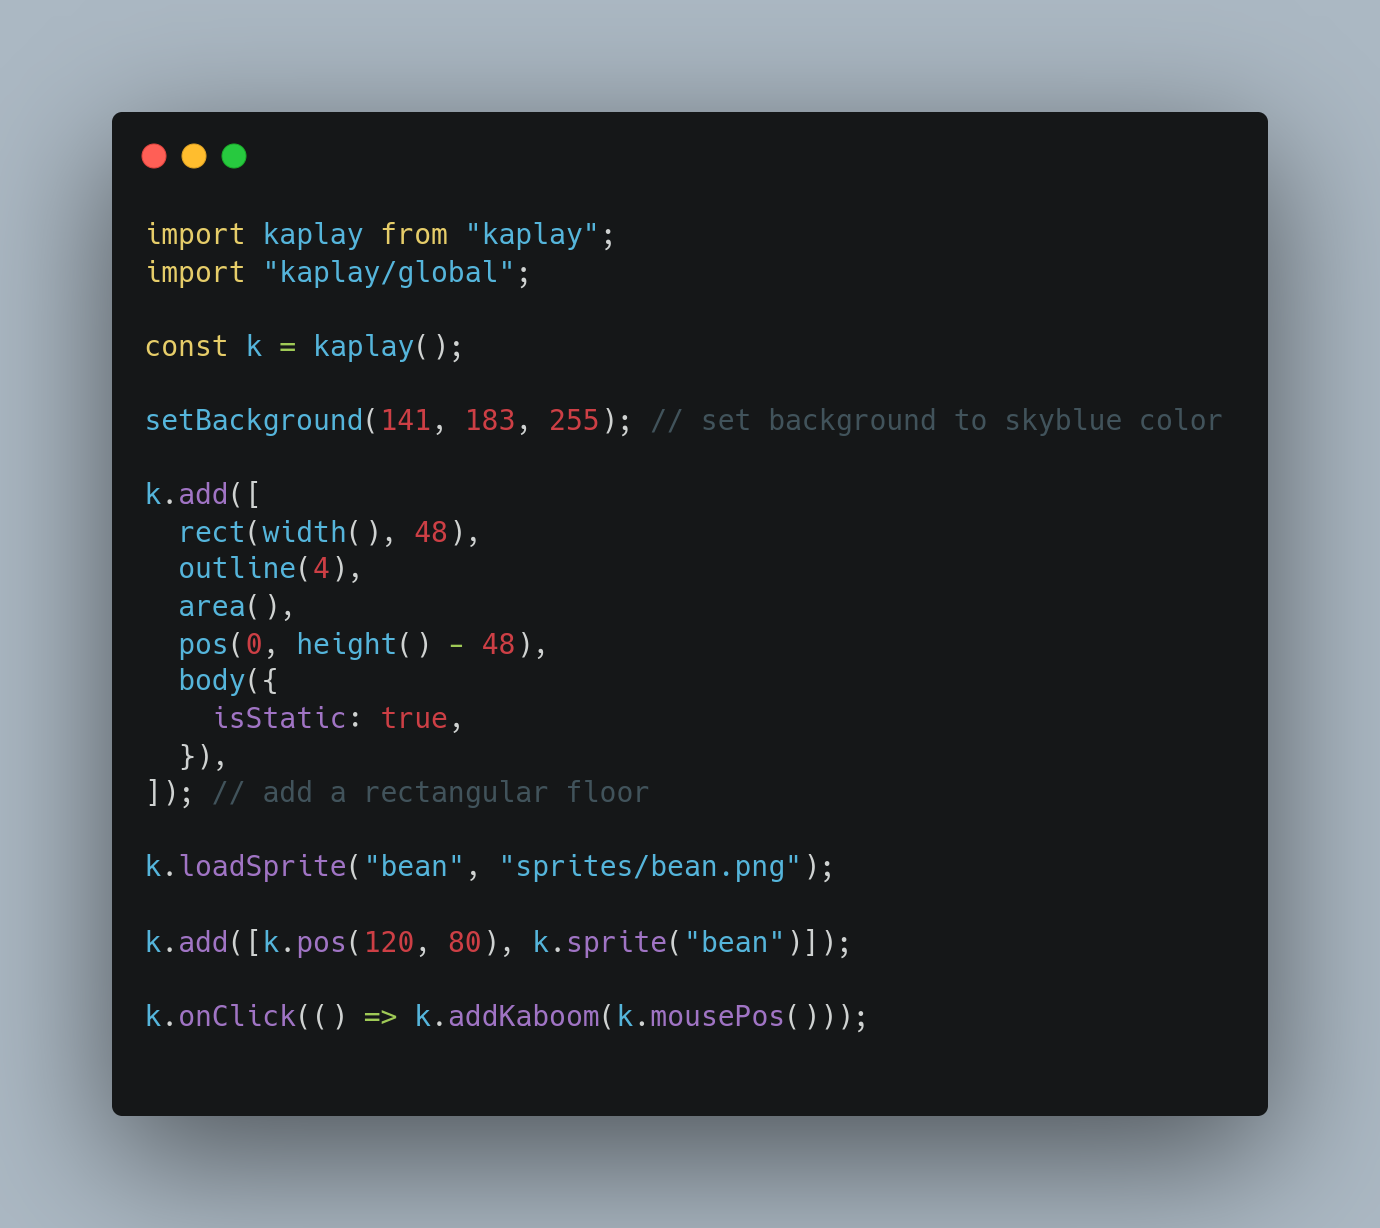 import kaplay from "kaplay";
import "kaplay/global";

const k = kaplay();

setBackground(141, 183, 255); // set background to skyblue color

k.add([
  rect(width(), 48),
  outline(4),
  area(),
  pos(0, height() - 48),
  body({
    isStatic: true,
  }),
]); // add a rectangular floor

k.loadSprite("bean", "sprites/bean.png");

k.add([k.pos(120, 80), k.sprite("bean")]);

k.onClick(() => k.addKaboom(k.mousePos()));